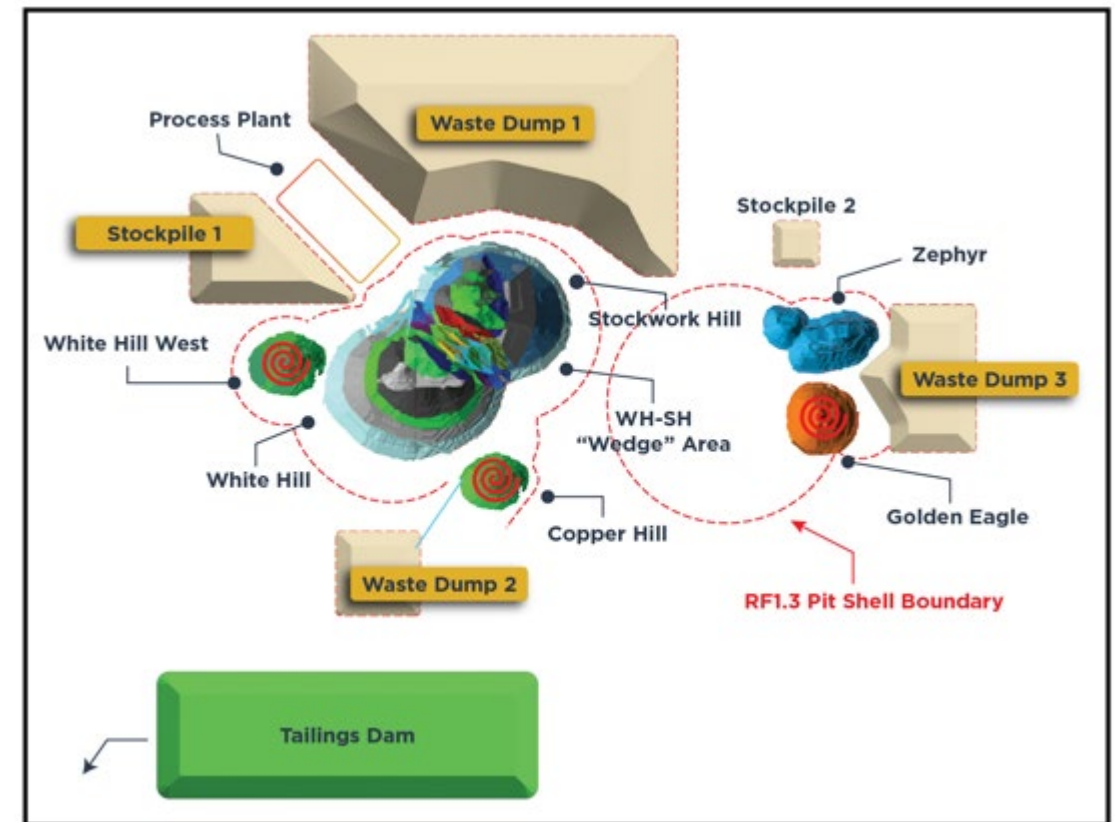 Process Plant
Waste Dump 1
Stockpile 1
Stockpile 2
Zephyr
Stockwork Hill
White Hill West
Waste Dump 3
WH-SH
“Wedge” Area
White Hill
Golden Eagle
Copper Hill
Waste Dump 2
RF1.3 Pit Shell Boundary
Tailings Dam